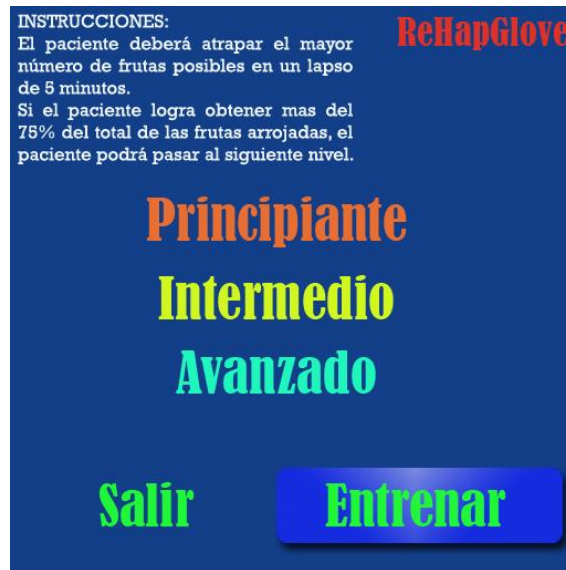 INSTRUCCIONES:
El paciente deberá atrapar el mayor
número de frutas posibles en un lapso
de 5 minutos.
Si el paciente logra obtener mas del
75% del total de las frutas arrojadas, el
paciente podrá pasar al siguiente nivel.
ReHapGlove
Principiante
Intermedio
Avanzado
Salir
Entrenar